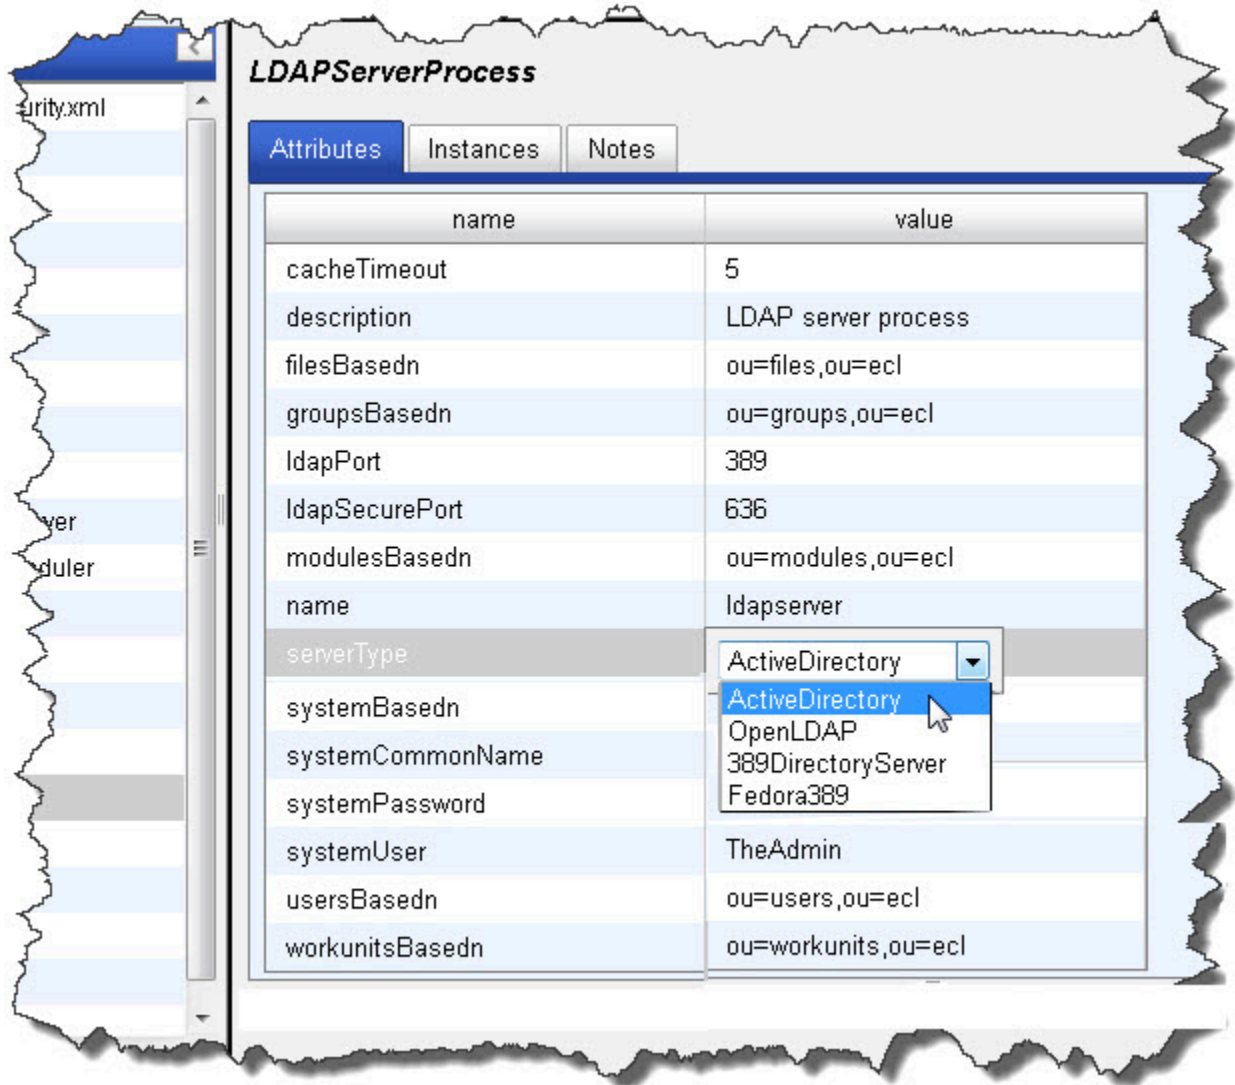 LDAPServerProcess
urity.xml
Attributes Instances Notes
name value
cacheTimeout 5
description LDAP server process
filesBasedn ou=files,ou=ecl
groupsBasedn ou=groups,ou=ecl
ldapPort 389
ldapSecurePort 636
ver
modulesBasedn ou=modules,ou=ecl
duler
name ldapserver
serverType ActiveDirectory
ActiveDirectory
systemBasedn
OpenLDAP
systemCommonName
389DirectoryServer
systemPassword
Fedora389
systemUser TheAdmin
usersBasedn ou=users,ou=ecl
workunitsBasedn ou=workunits,ou=ecl